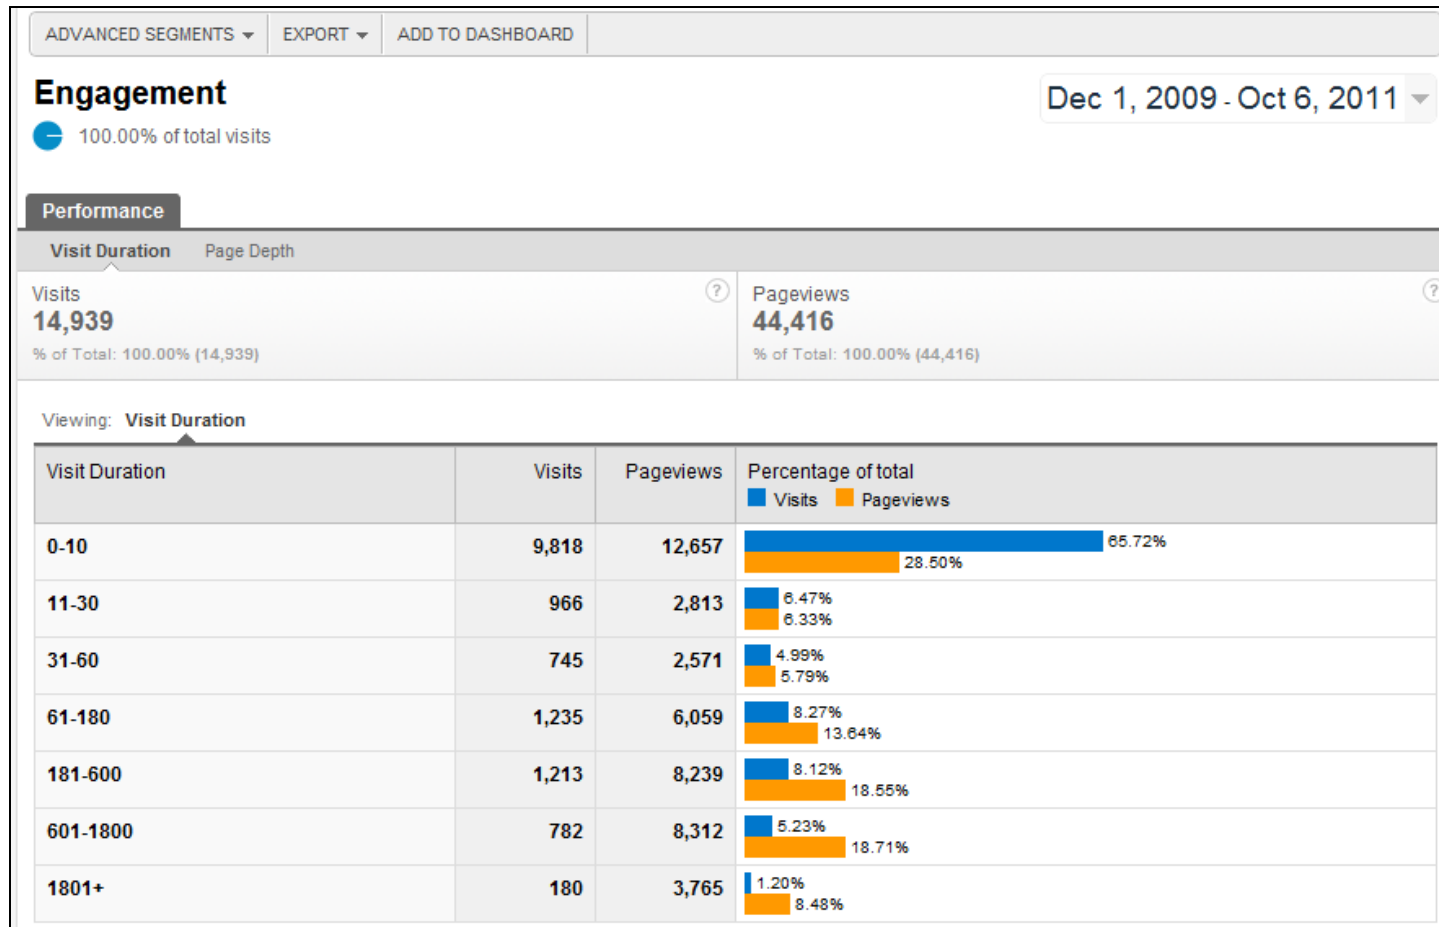 ADVANCED SEGMENTS EXPORT ADD TO DASHBOARD
Engagement
Dec 1, 2009 - Oct 6, 2011
100.00% of total visits
Performance
Visit Duration Page Depth
Visits ? Pageviews ?
14,939 44,416
% of Total: 100.00% (14,939) % of Total: 100.00% (44,416)
Viewing: Visit Duration
Visit Duration Visits Pageviews Percentage of total
Visits Pageviews
0-10 9,818 12,657 65.72%
28.50%
11-30 966 2,813 6.47%
6.33%
31-60 745 2,571 4.99%
5.79%
61-180 1,235 6,059 8.27%
13.64%
181-600 1,213 8,239 8.12%
18.55%
601-1800 782 8,312 5.23%
18.71%
1801+ 180 3,765 1.20%
8.48%